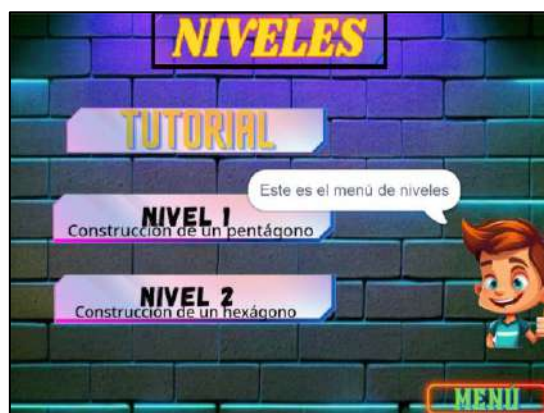 NIVELES
TUTORIAL
Este es el menú de niveles
NIVEL 1
Construcción de un pentágono
NIVEL 2
Construcción de un hexágono
MENÚ